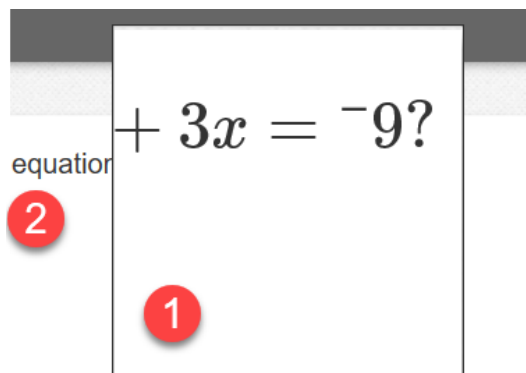 + 3x = ⁻9?
equation
2
1